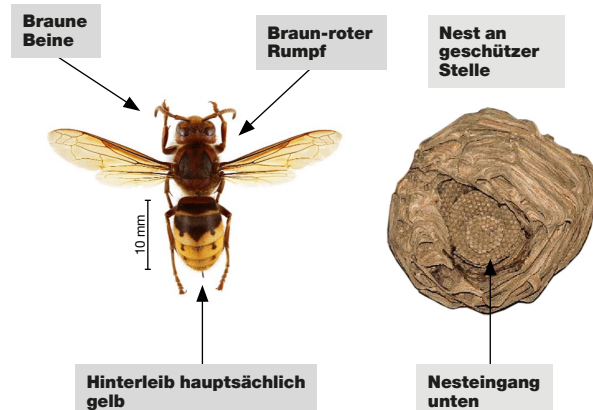 Braune
Beine
Braun-roter
Rumpf
Nest an
geschützer
Stelle
10 mm
Hinterleib hauptsächlich
gelb
Nesteingang
unten